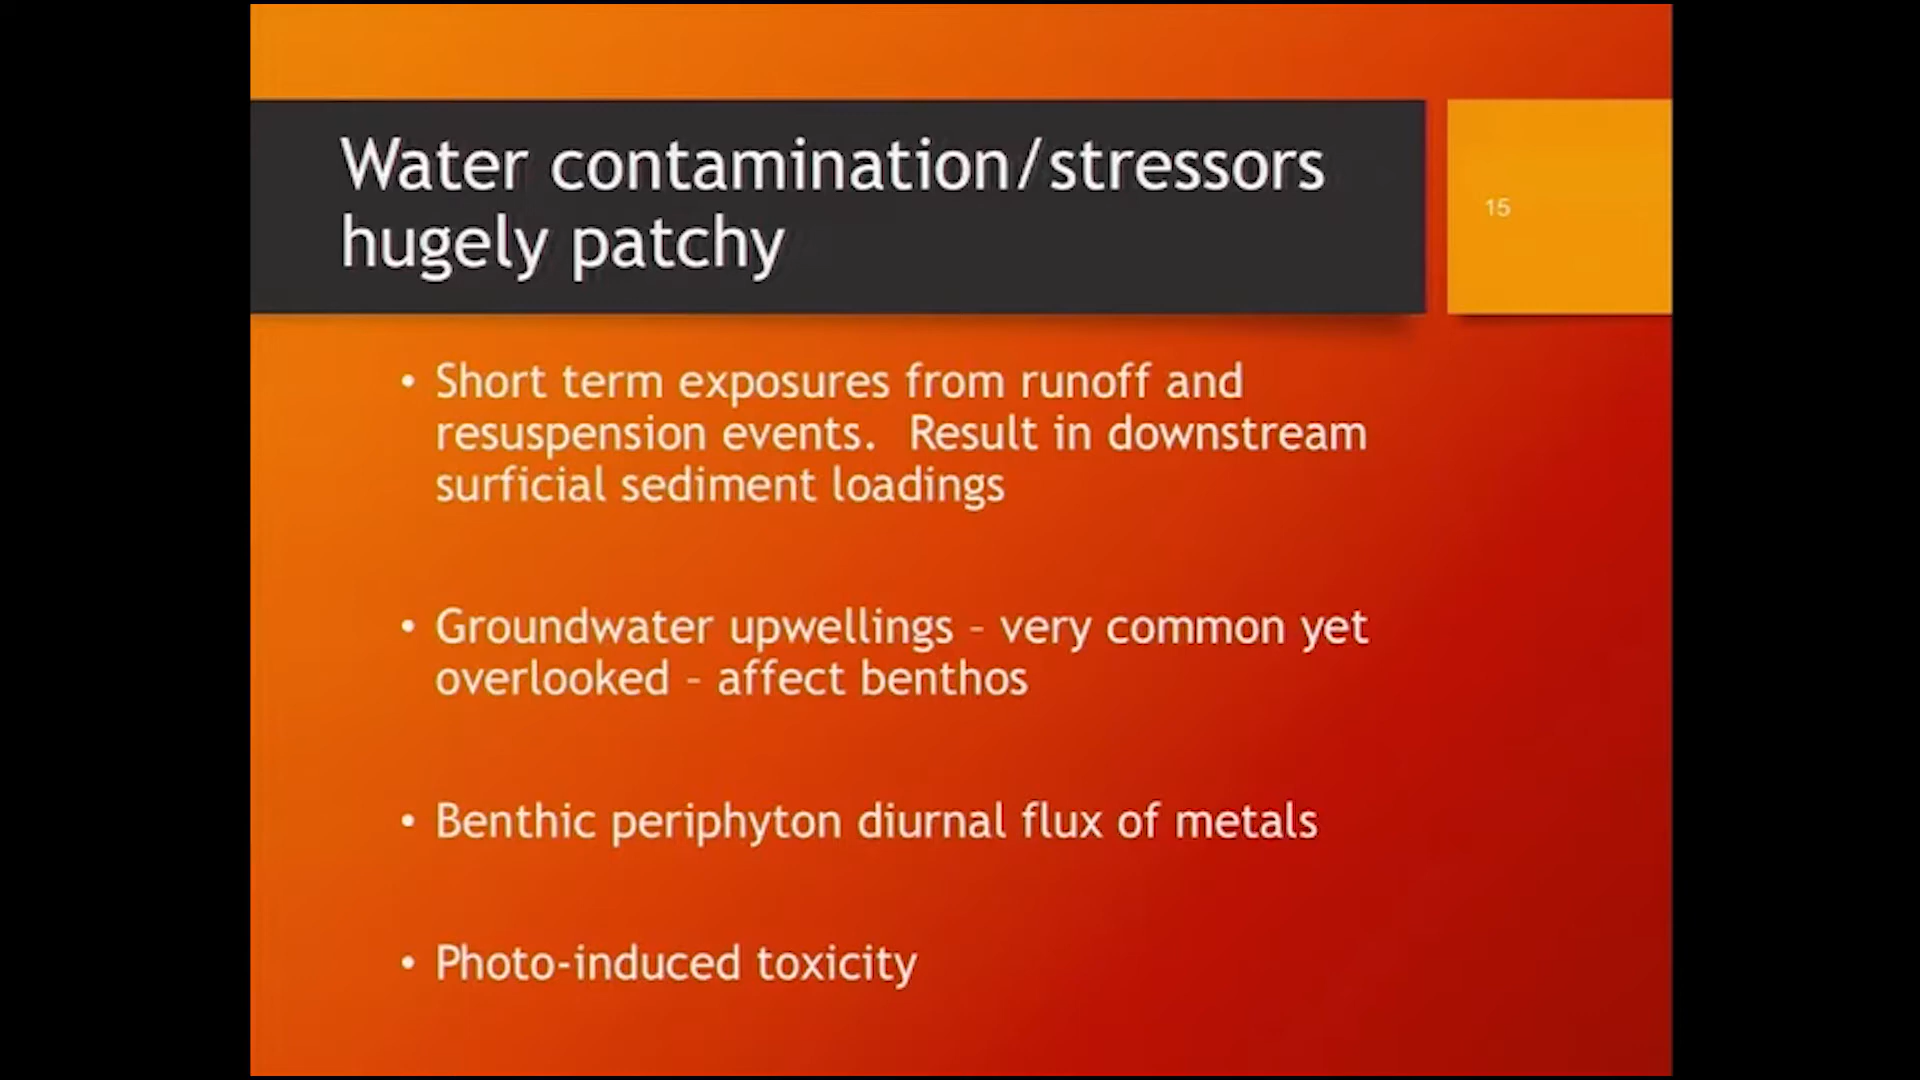 Water contamination/stressors
hugely patchy
15
• Short term exposures from runoff and
resuspension events.  Result in downstream
surficial sediment loadings
• Groundwater upwellings – very common yet
overlooked – affect benthos
• Benthic periphyton diurnal flux of metals
• Photo-induced toxicity